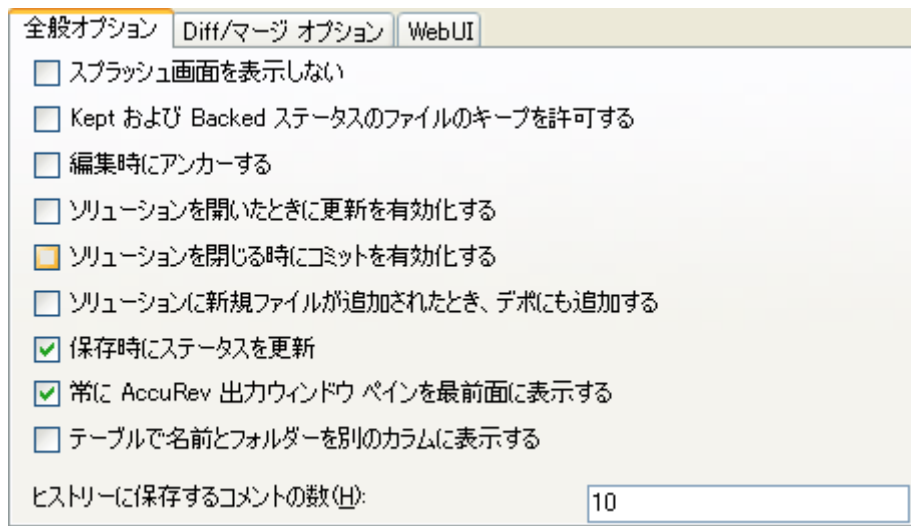 全般オプション Diff/マージ オプション WebUI
スプラッシュ画面を表示しない
Kept および Backed ステータスのファイルのキープを許可する
編集時にアンカーする
ソリューションを開いたときに更新を有効化する
ソリューションを閉じる時にコミットを有効化する
ソリューションに新規ファイルが追加されたとき、デポにも追加する
保存時にステータスを更新
常に AccuRev 出力ウィンドウ ペインを最前面に表示する
テーブルで名前とフォルダーを別のカラムに表示する
ヒストリーに保存するコメントの数(H): 10